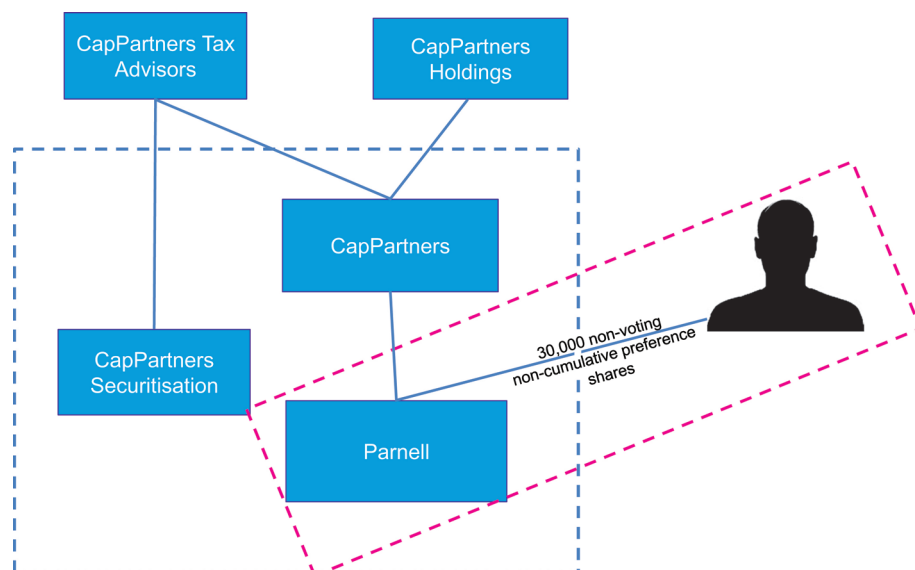 CapPartners Tax
Advisors
CapPartners
Holdings
CapPartners
30,000 non-voting
non-cumulative preference
shares
CapPartners
Securitisation
Parnell